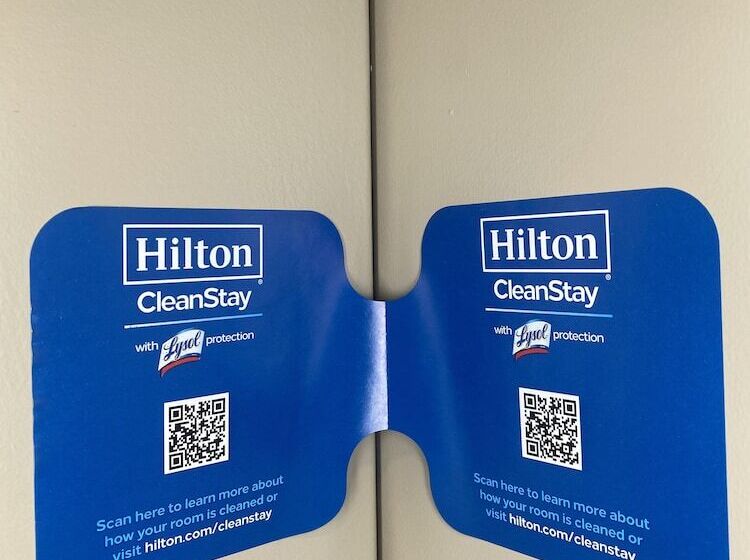 Hilton
CleanStay
with Lysol protection
Scan here to learn more about
how your room is cleaned or
visit hilton.com/cleanstay
Hilton
CleanStay
with Lysol protection
Scan here to learn more about
how your room is cleaned or
visit hilton.com/cleanstay